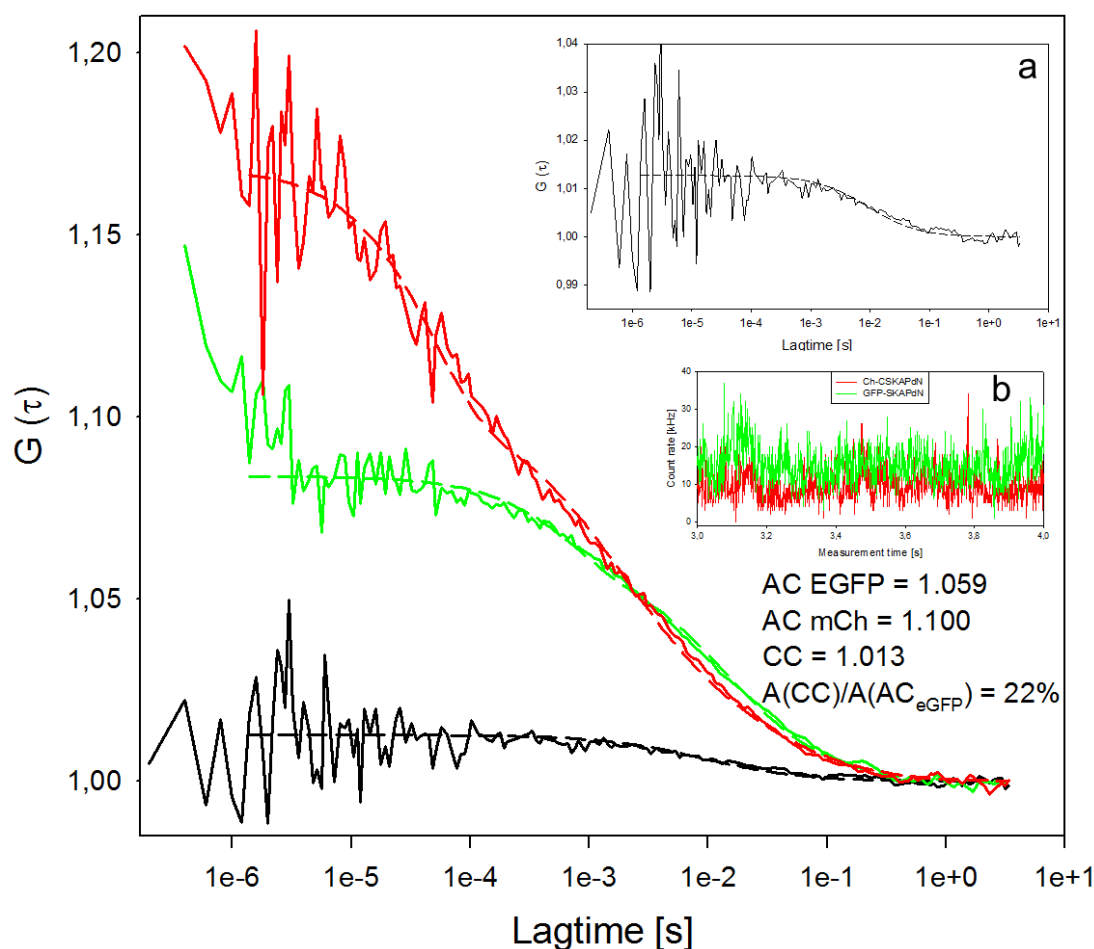 G (τ)
1,20
1,15
1,10
1,05
1,00
1e-6 1e-5 1e-4 1e-3 1e-2 1e-1 1e+0 1e+1
Lagtime [s]
a
G (τ)
1,04
1,03
1,02
1,01
1,00
0,99
1e-6 1e-5 1e-4 1e-3 1e-2 1e-1 1e+0 1e+1
Lagtime [s]
b
Ch-CSKAPdN
GFP-SKAPdN
Count rate [kHz]
40
30
20
10
0
3,0 3,2 3,4 3,6 3,8 4,0
Measurement time [s]
AC EGFP = 1.059
AC mCh = 1.100
CC = 1.013
A(CC)/A(ACeGFP) = 22%